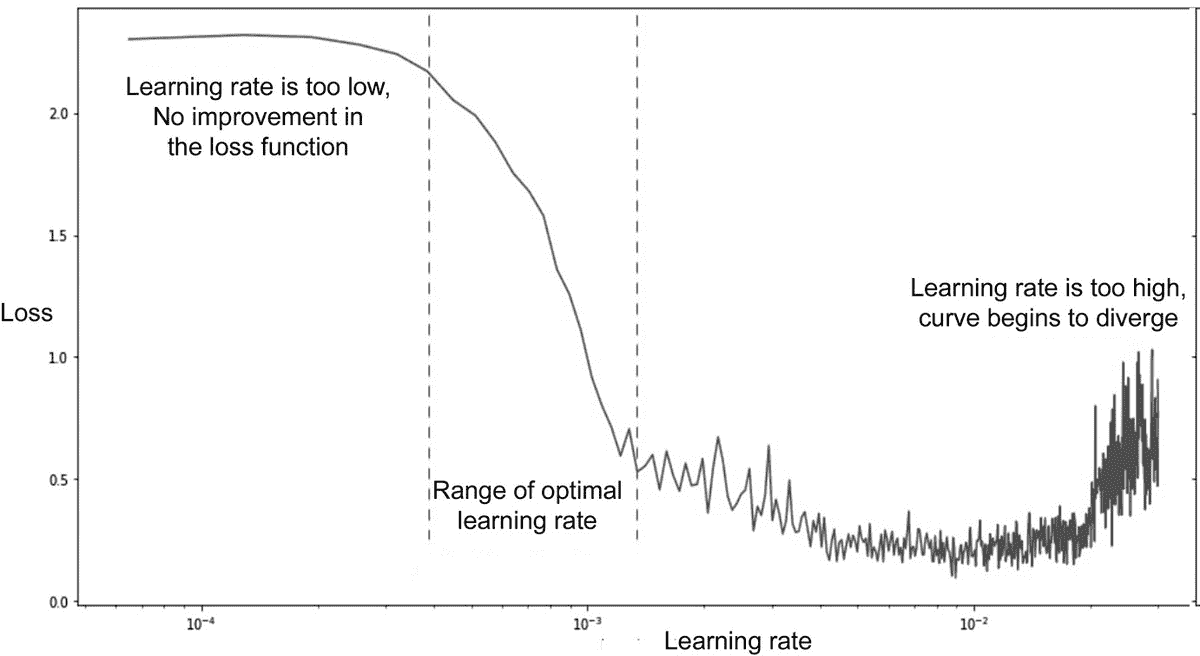 Learning rate is too low,
No improvement in
the loss function
2.0
1.5
Learning rate is too high,
curve begins to diverge
Loss
1.0
0.5
Range of optimal
learning rate
0.0
10⁻⁴
10⁻³
10⁻²
Learning rate